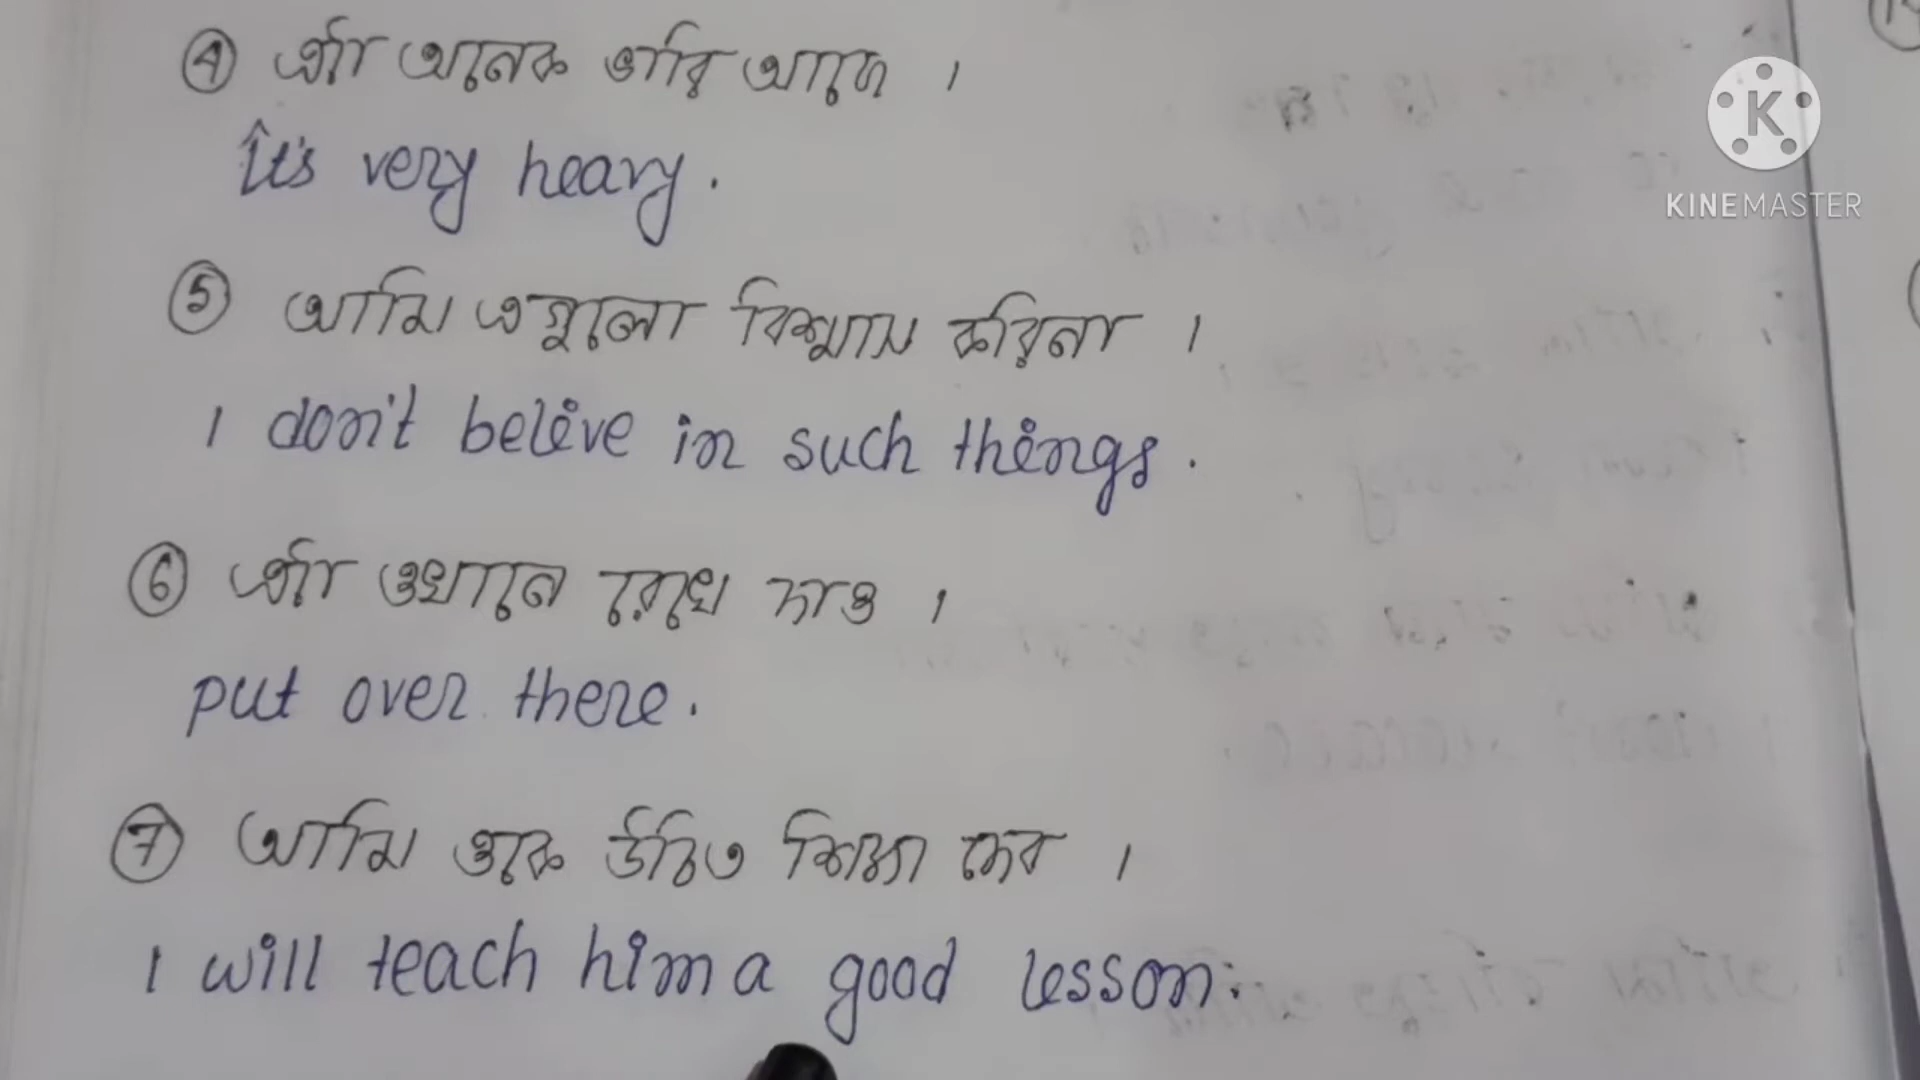 ④ এটা অনেক ভারি আছে ।
It's very heavy.
⑤ আমি এগুলো বিশ্বাস করিনা ।
I don't belive in such things.
⑥ এটা ওখানে রেখে দাও ।
put over there.
⑦ আমি ওকে উচিত শিক্ষা দেব ।
I will teach him a good lesson.
K
KINEMASTER